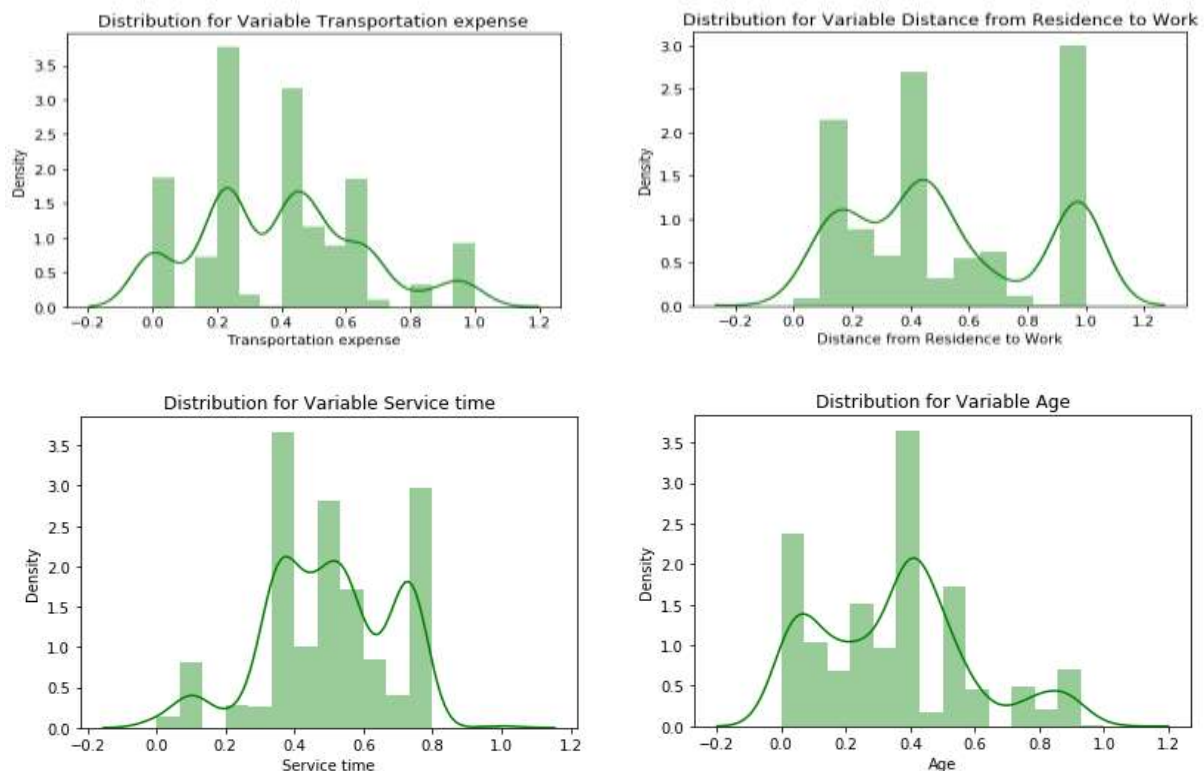 Distribution for Variable Transportation expense
3.5
3.0
2.5
2.0
1.5
1.0
0.5
0.0
Density
−0.2 0.0 0.2 0.4 0.6 0.8 1.0 1.2
Transportation expense
Distribution for Variable Distance from Residence to Work
3.0
2.5
2.0
1.5
1.0
0.5
0.0
Density
−0.2 0.0 0.2 0.4 0.6 0.8 1.0 1.2
Distance from Residence to Work
Distribution for Variable Service time
3.5
3.0
2.5
2.0
1.5
1.0
0.5
0.0
Density
0.0 0.2 0.4 0.6 0.8 1.0 1.2
Service time
Distribution for Variable Age
3.5
3.0
2.5
2.0
1.5
1.0
0.5
0.0
Density
−0.2 0.0 0.2 0.4 0.6 0.8 1.0 1.2
Age